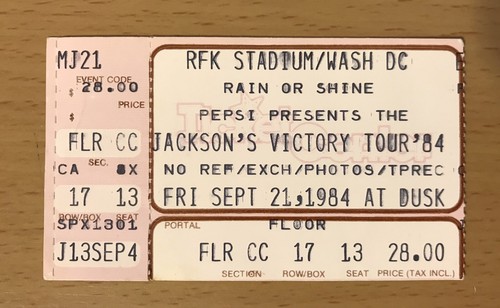 MJ21
EVENT CODE
$ 28.00
$ PRICE
FLR CC
SEC.
CA 8X
17 13
ROW/BOX SEAT
SPX1301
J13SEP4
RFK STADIUM/WASH DC
RAIN OR SHINE
PEPSI PRESENTS THE
JACKSON'S VICTORY TOUR'84
NO REF/EXCH/PHOTOS/TPREC
FRI SEPT 21,1984 AT DUSK
PORTAL FLOOR
FLR CC 17 13 28.00
SECTION ROW/BOX SEAT PRICE (TAX INCL.)